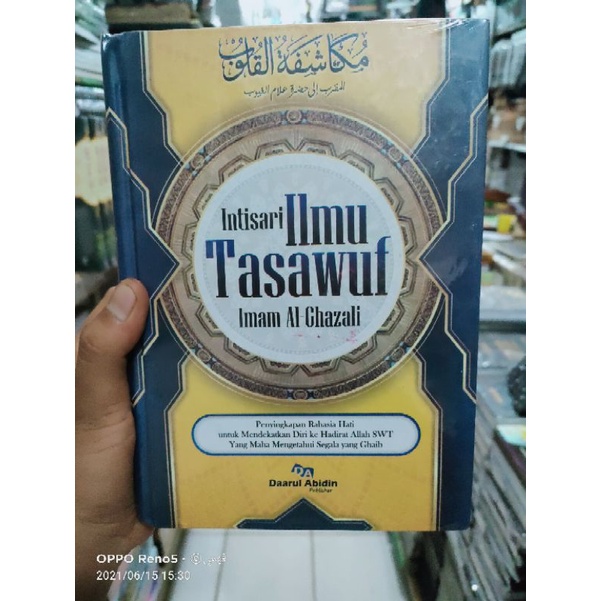 مكاشفة القلوب
للمقرب إلى حضرة علام الغيوب
Intisari Ilmu
Tasawuf
Imam Al-Ghazali
Penyingkapan Rahasia Hati
untuk Mendekatkan Diri ke Hadirat Allah SWT
Yang Maha Mengetahui Segala yang Ghaib
DA
Daarul Abidin
Publisher
OPPO Reno5 ·
2021/06/15 15:30